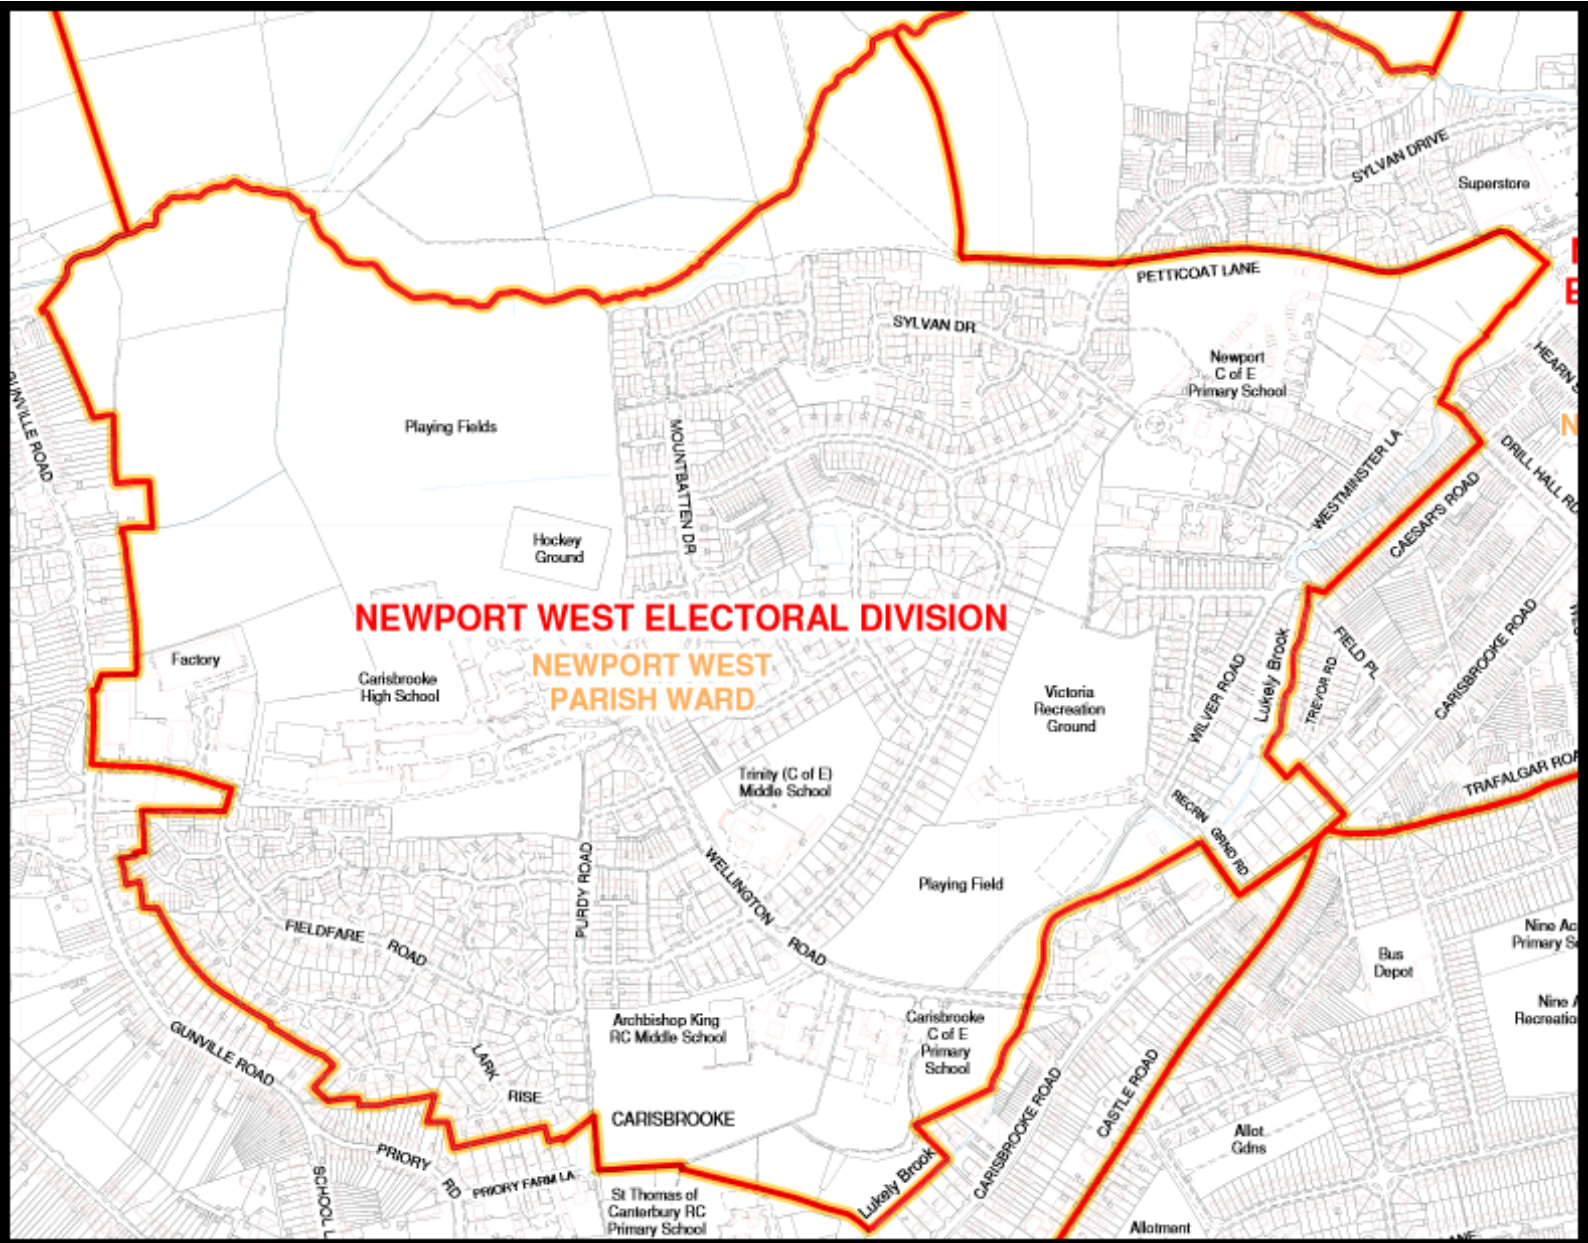 SYLVAN DRIVE
Superstore
PETTICOAT LANE
SYLVAN DR
Newport
C of E
Primary School
GUNVILLE ROAD
Playing Fields
MOUNTBATTEN DR
WESTMINSTER LA
CAESAR'S ROAD
DRILL HALL RD
Hockey
Ground
NEWPORT WEST ELECTORAL DIVISION
NEWPORT WEST
PARISH WARD
Factory
Carisbrooke
High School
Victoria
Recreation
Ground
WILVER ROAD
Lukely Brook
TREVOR RD
FIELD PL
CARISBROOKE ROAD
Trinity (C of E)
Middle School
RECRN GRND RD
TRAFALGAR
PURDY ROAD
WELLINGTON ROAD
Playing Field
FIELDFARE ROAD
Bus
Depot
Nine
Primary
Nine
Archbishop King
RC Middle School
Carisbrooke
C of E
Primary
School
GUNVILLE ROAD
LARK RISE
CARISBROOKE
CARISBROOKE ROAD
CASTLE ROAD
Allot
Gdns
PRIORY RD
PRIORY FARM LA
SCHOOL
St Thomas of
Canterbury RC
Primary School
Lukely Brook
Allotment